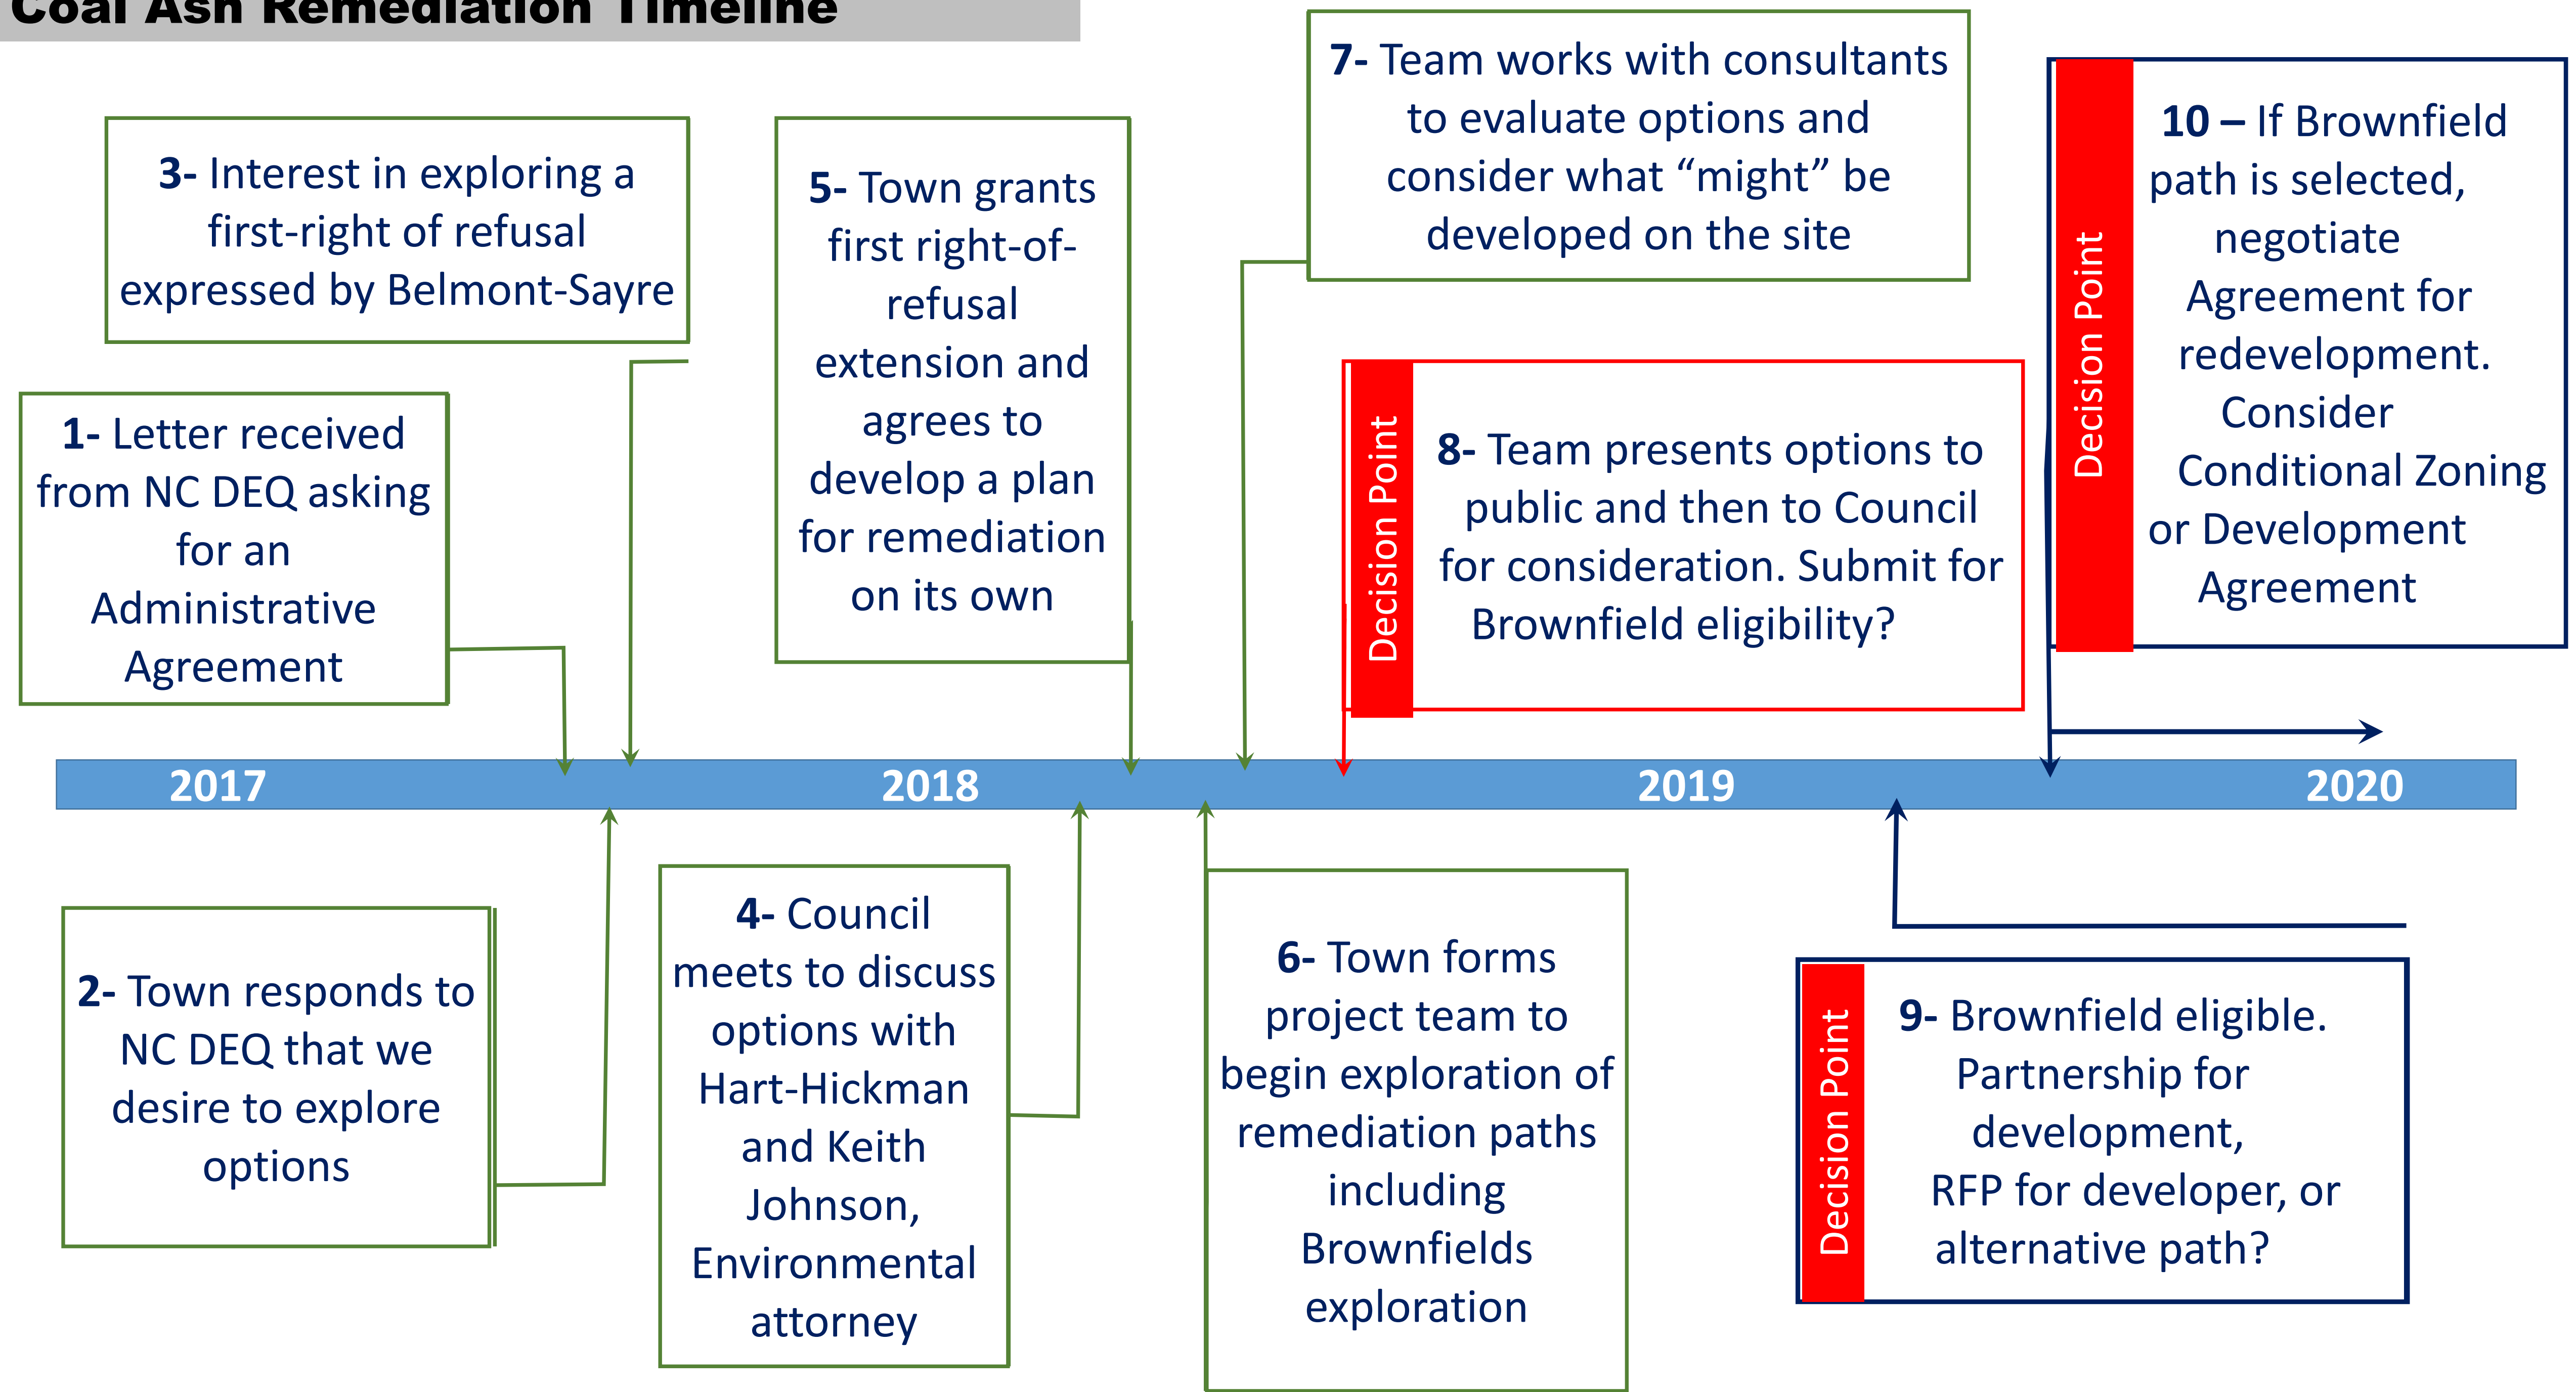 Coal Ash Remediation Timeline
1- Letter received
from NC DEQ asking
for an
Administrative
Agreement
2- Town responds to
NC DEQ that we
desire to explore
options
3- Interest in exploring a
first-right of refusal
expressed by Belmont-Sayre
4- Council
meets to discuss
options with
Hart-Hickman
and Keith
Johnson,
Environmental
attorney
5- Town grants
first right-of-
refusal
extension and
agrees to
develop a plan
for remediation
on its own
6- Town forms
project team to
begin exploration of
remediation paths
including
Brownfields
exploration
7- Team works with consultants
to evaluate options and
consider what “might” be
developed on the site
Decision Point
8- Team presents options to
public and then to Council
for consideration. Submit for
Brownfield eligibility?
Decision Point
9- Brownfield eligible.
Partnership for
development,
RFP for developer, or
alternative path?
Decision Point
10 – If Brownfield
path is selected,
negotiate
Agreement for
redevelopment.
Consider
Conditional Zoning
or Development
Agreement
2017
2018
2019
2020